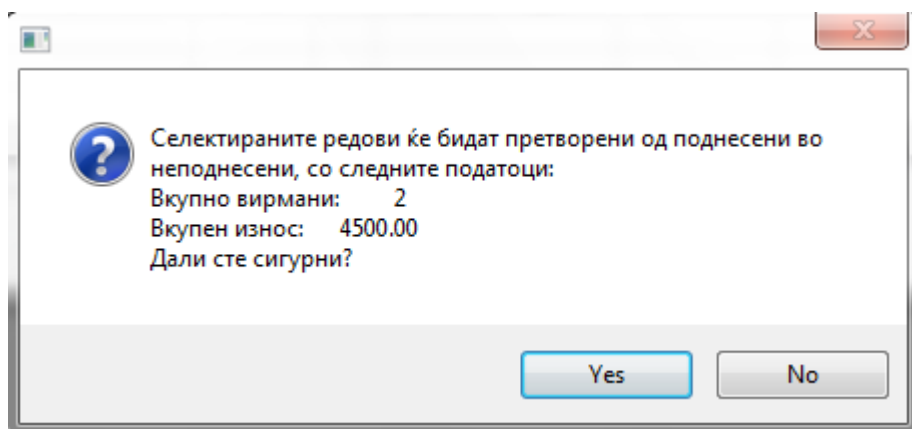 Селектираните редови ќе бидат претворени од поднесени во
неподнесени, со следните податоци:
Вкупно вирмани: 2
Вкупен износ: 4500.00
Дали сте сигурни?
Yes No